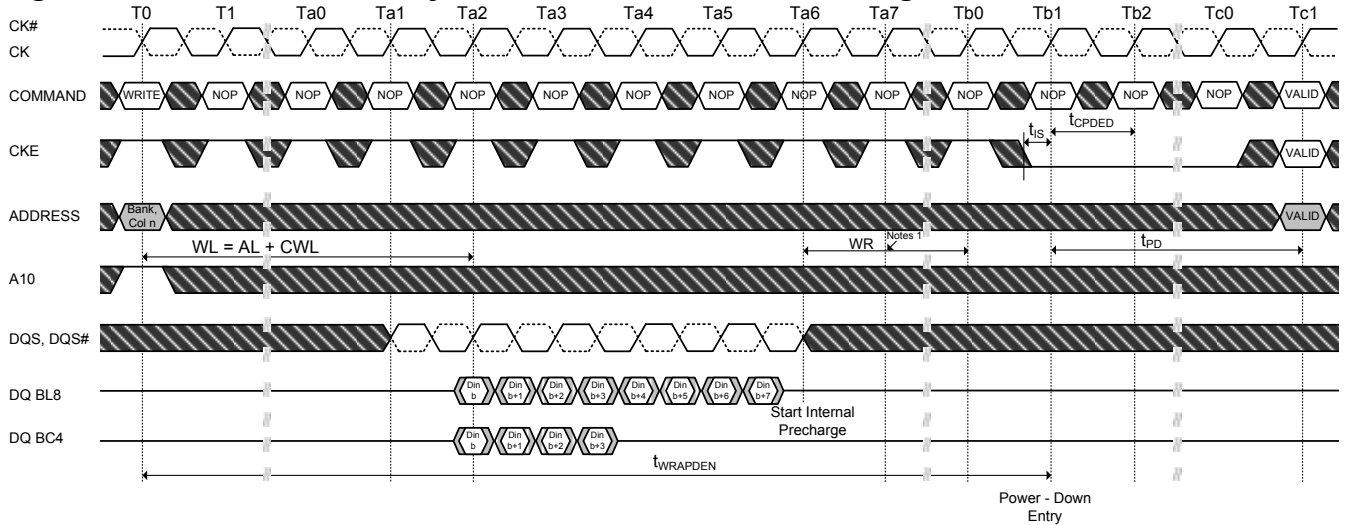 T0 T1 Ta0 Ta1 Ta2 Ta3 Ta4 Ta5 Ta6 Ta7 Tb0 Tb1 Tb2 Tc0 Tc1
CK#
CK
COMMAND WRITE NOP NOP NOP NOP NOP NOP NOP NOP NOP NOP NOP NOP NOP VALID
tIS tCPDED
CKE VALID
ADDRESS Bank, Col n VALID
WL = AL + CWL WR Notes 1 tPD
A10
DQS, DQS#
DQ BL8 Din b Din b+1 Din b+2 Din b+3 Din b+4 Din b+5 Din b+6 Din b+7
Start Internal
Precharge
DQ BC4 Din b Din b+1 Din b+2 Din b+3
tWRAPDEN
Power - Down
Entry